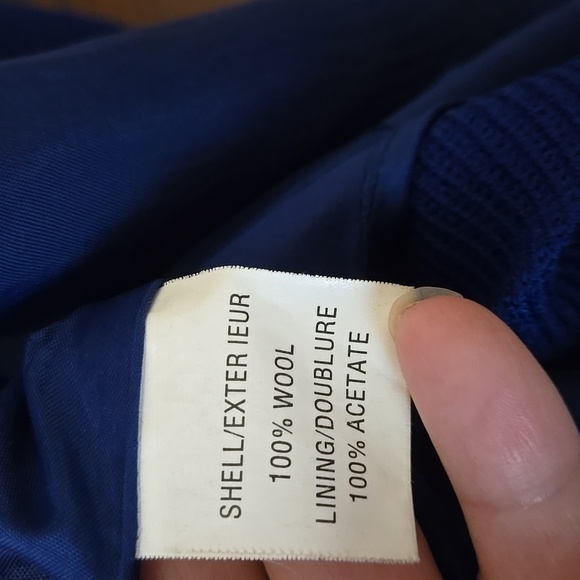 SHELL/EXTER IEUR
100% WOOL
LINING/DOUBLURE
100% ACETATE